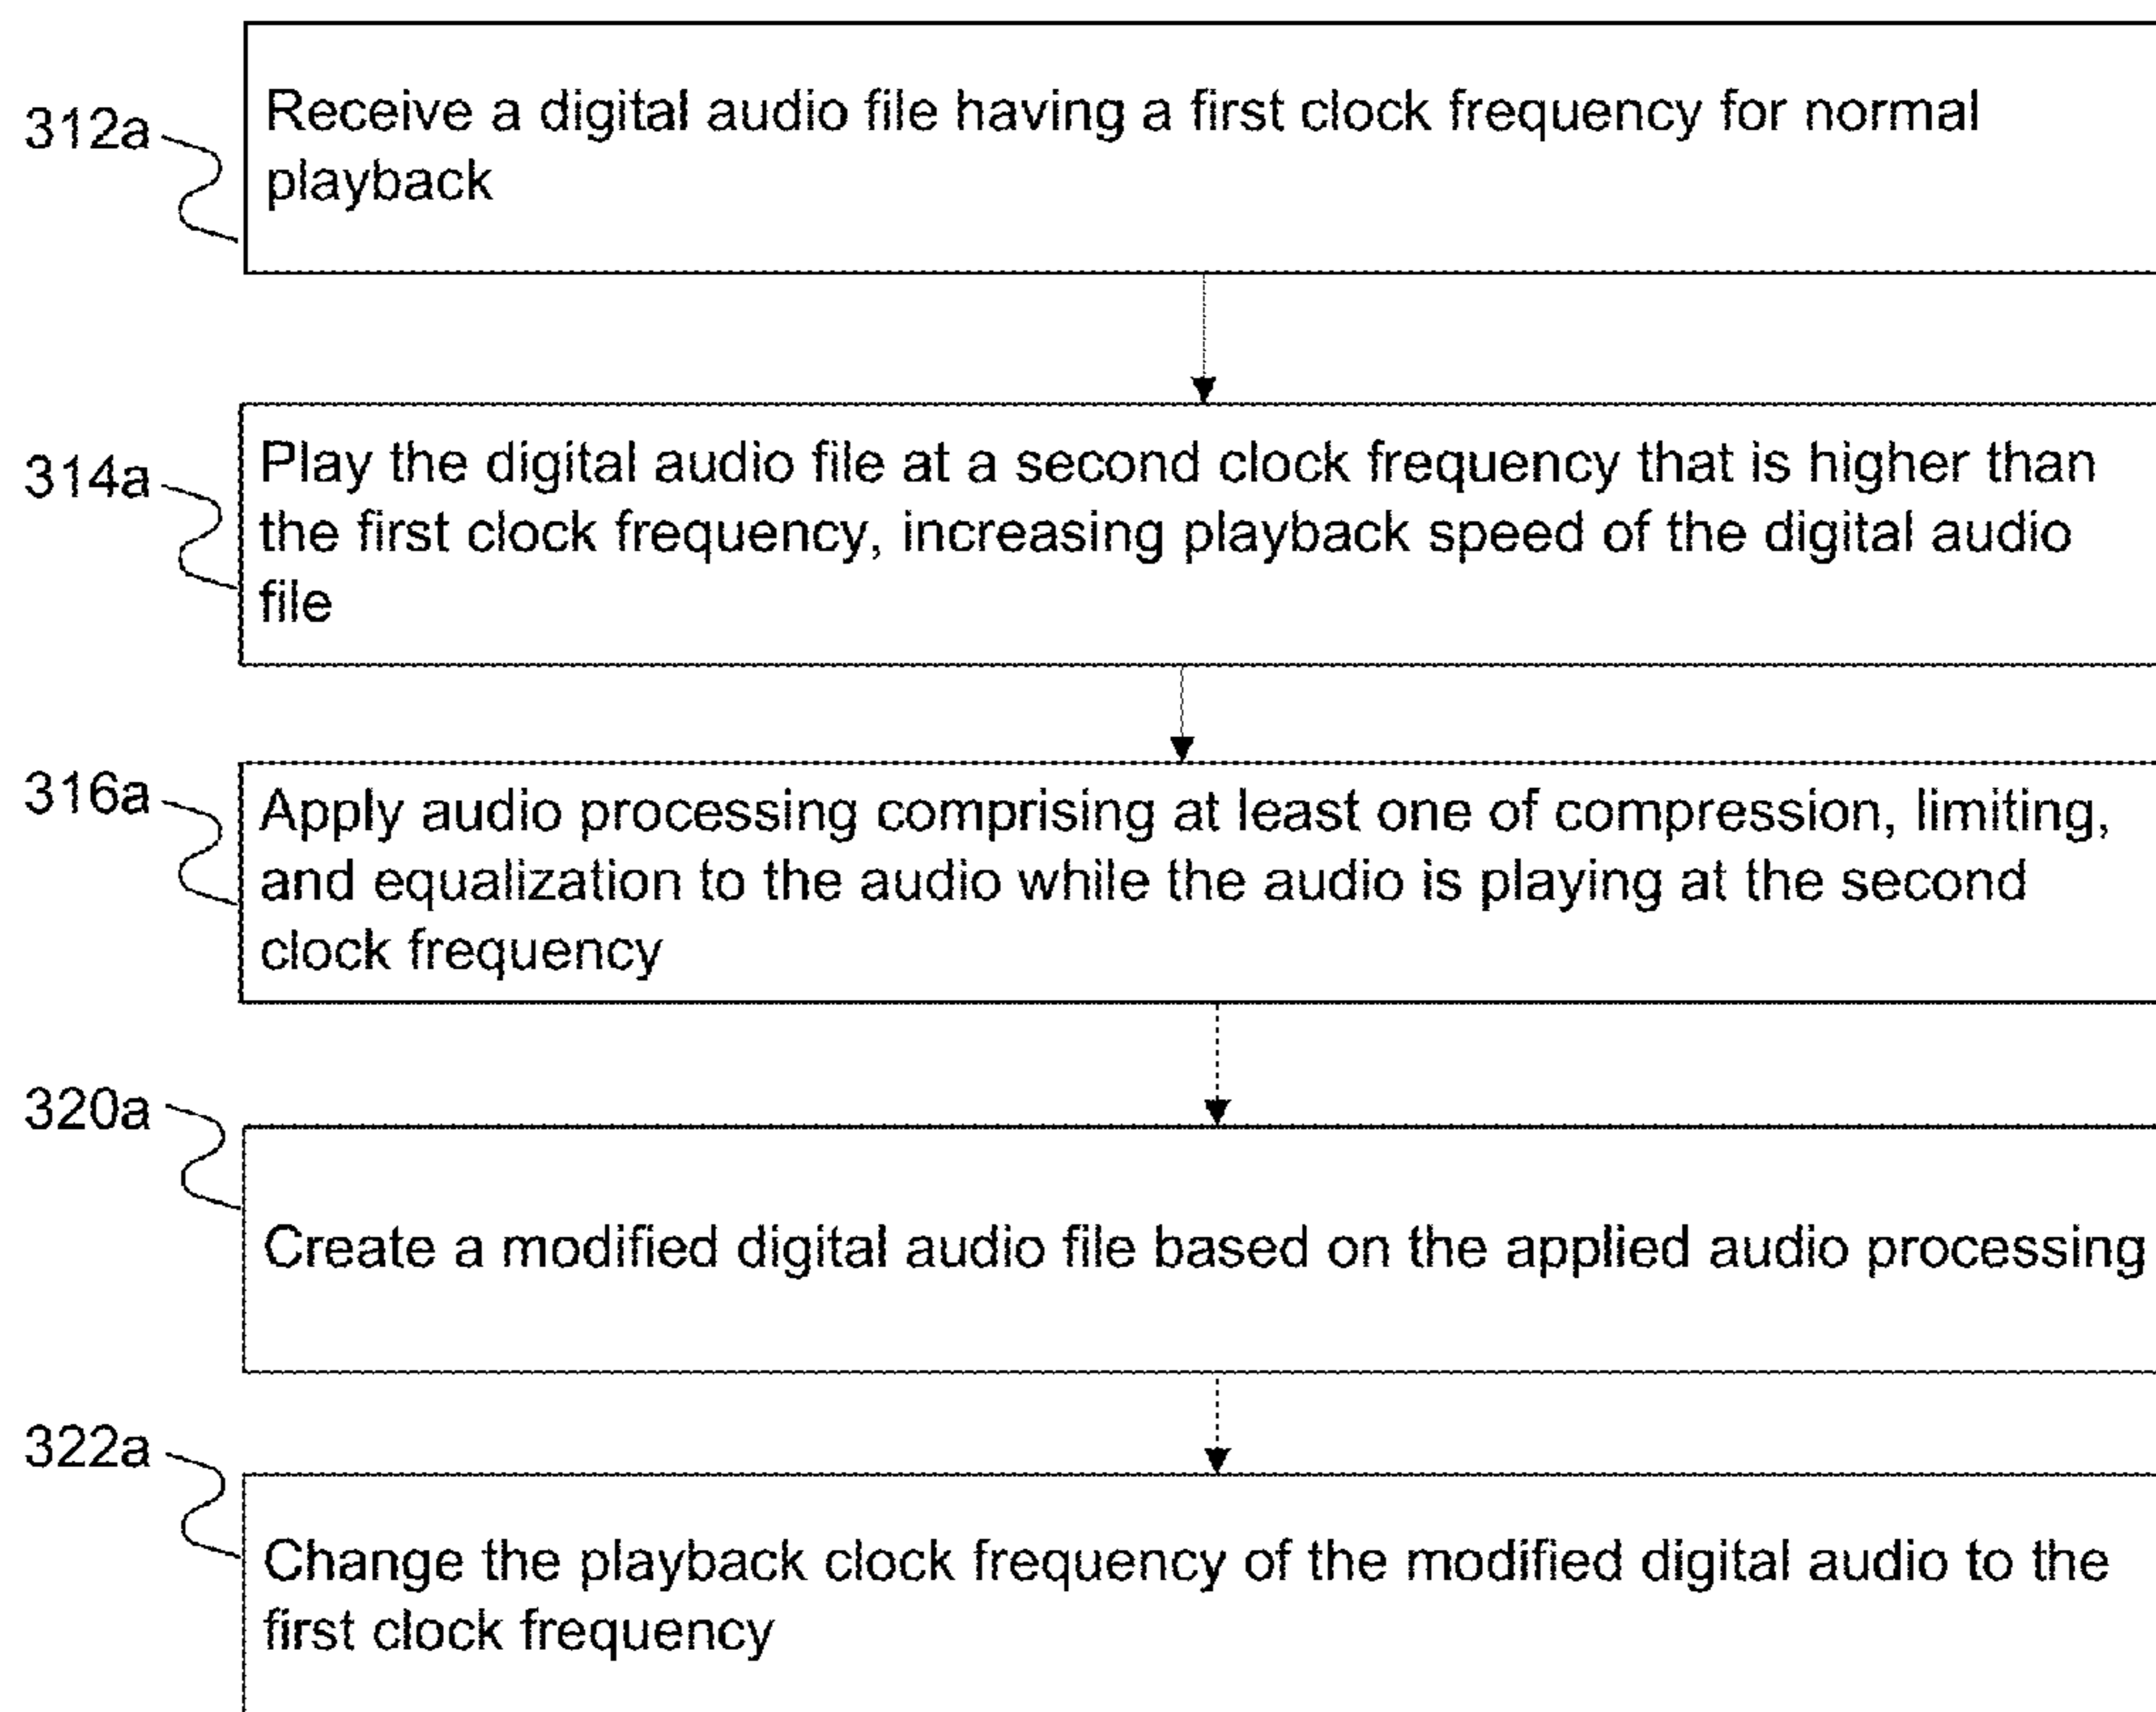 312a
Receive a digital audio file having a first clock frequency for normal
playback
314a
Play the digital audio file at a second clock frequency that is higher than
the first clock frequency, increasing playback speed of the digital audio
file
316a
Apply audio processing comprising at least one of compression, limiting,
and equalization to the audio while the audio is playing at the second
clock frequency
320a
Create a modified digital audio file based on the applied audio processing
322a
Change the playback clock frequency of the modified digital audio to the
first clock frequency